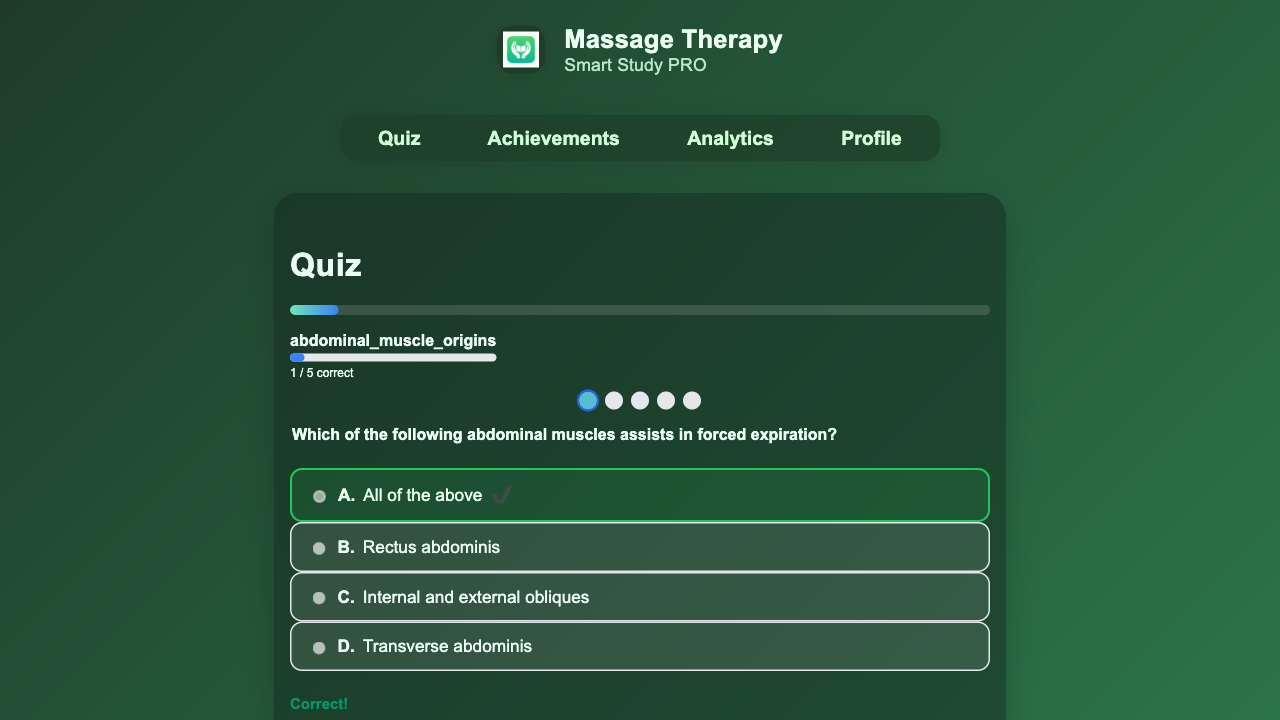 Massage Therapy
Smart Study PRO
Quiz Achievements Analytics Profile
Quiz
abdominal_muscle_origins
1 / 5 correct
Which of the following abdominal muscles assists in forced expiration?
A. All of the above ✔
B. Rectus abdominis
C. Internal and external obliques
D. Transverse abdominis
Correct!